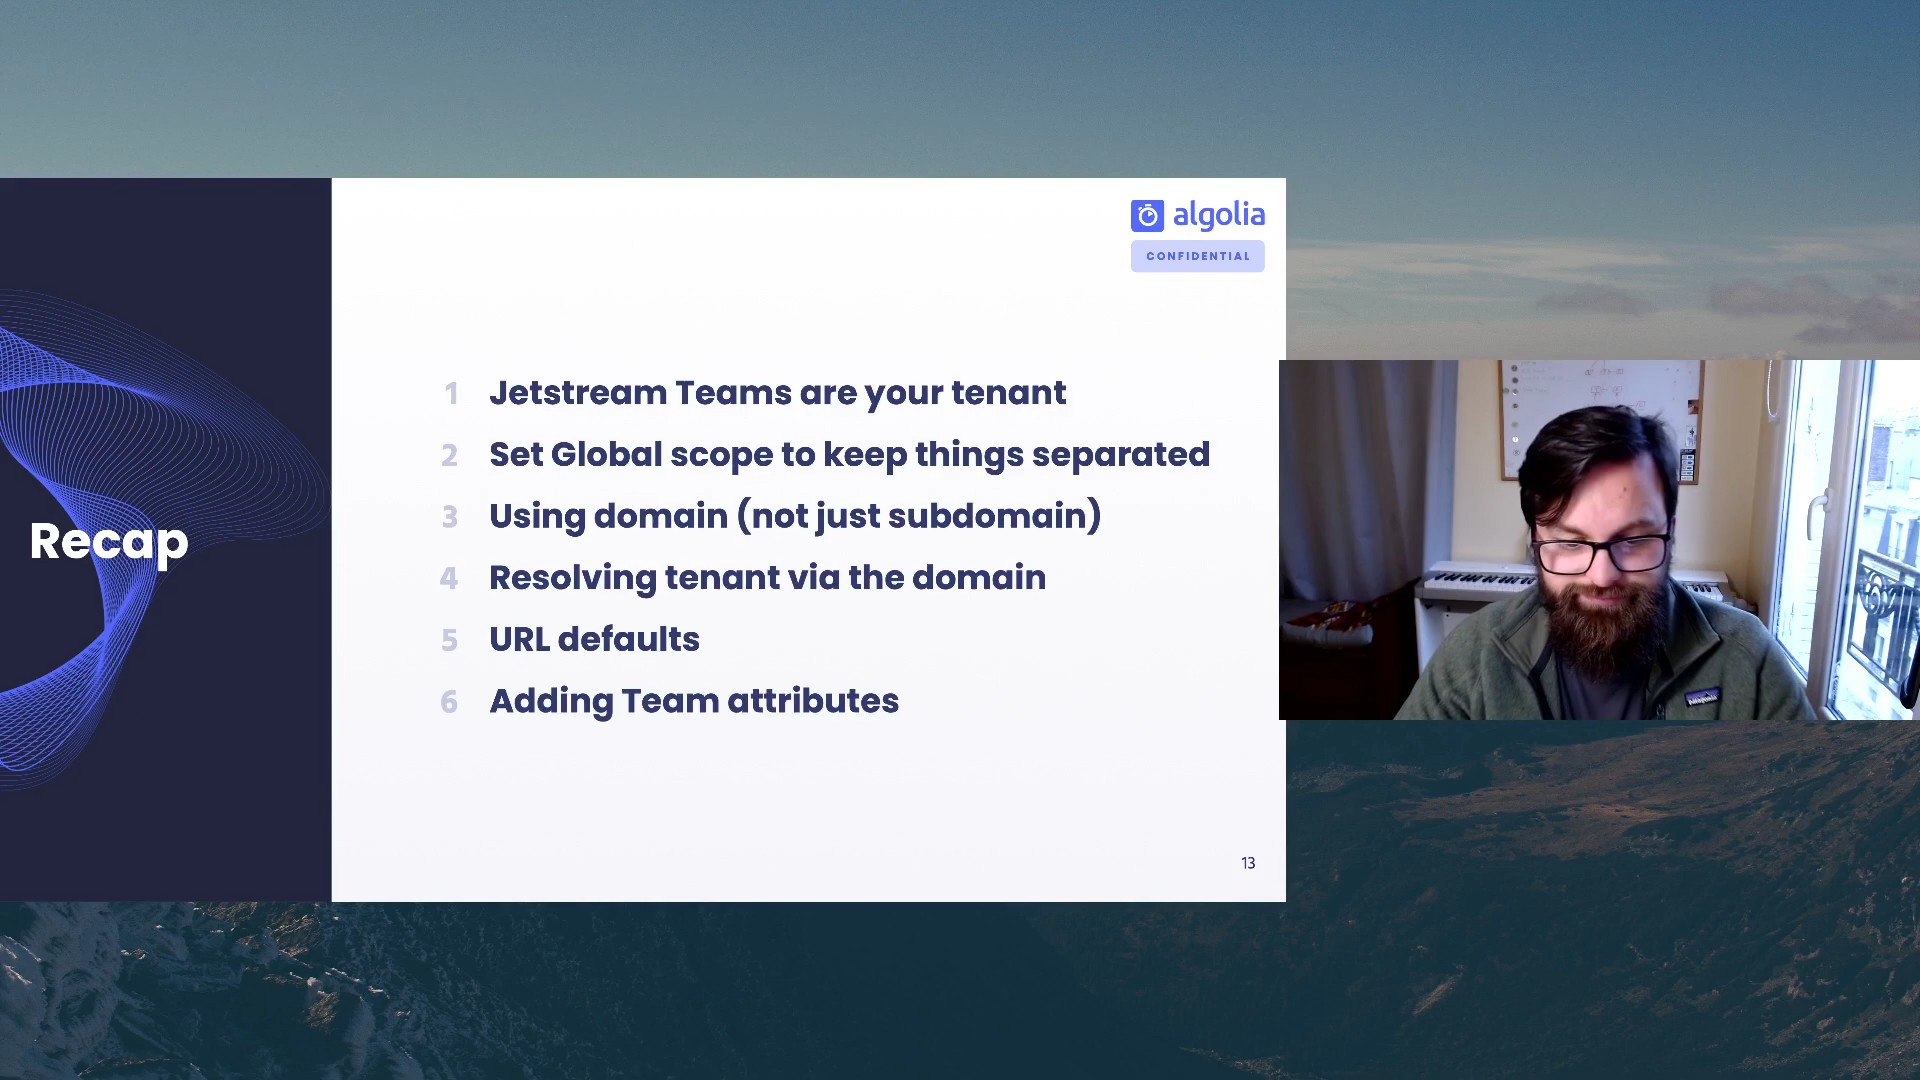 Recap
algolia
CONFIDENTIAL
1 Jetstream Teams are your tenant
2 Set Global scope to keep things separated
3 Using domain (not just subdomain)
4 Resolving tenant via the domain
5 URL defaults
6 Adding Team attributes
13